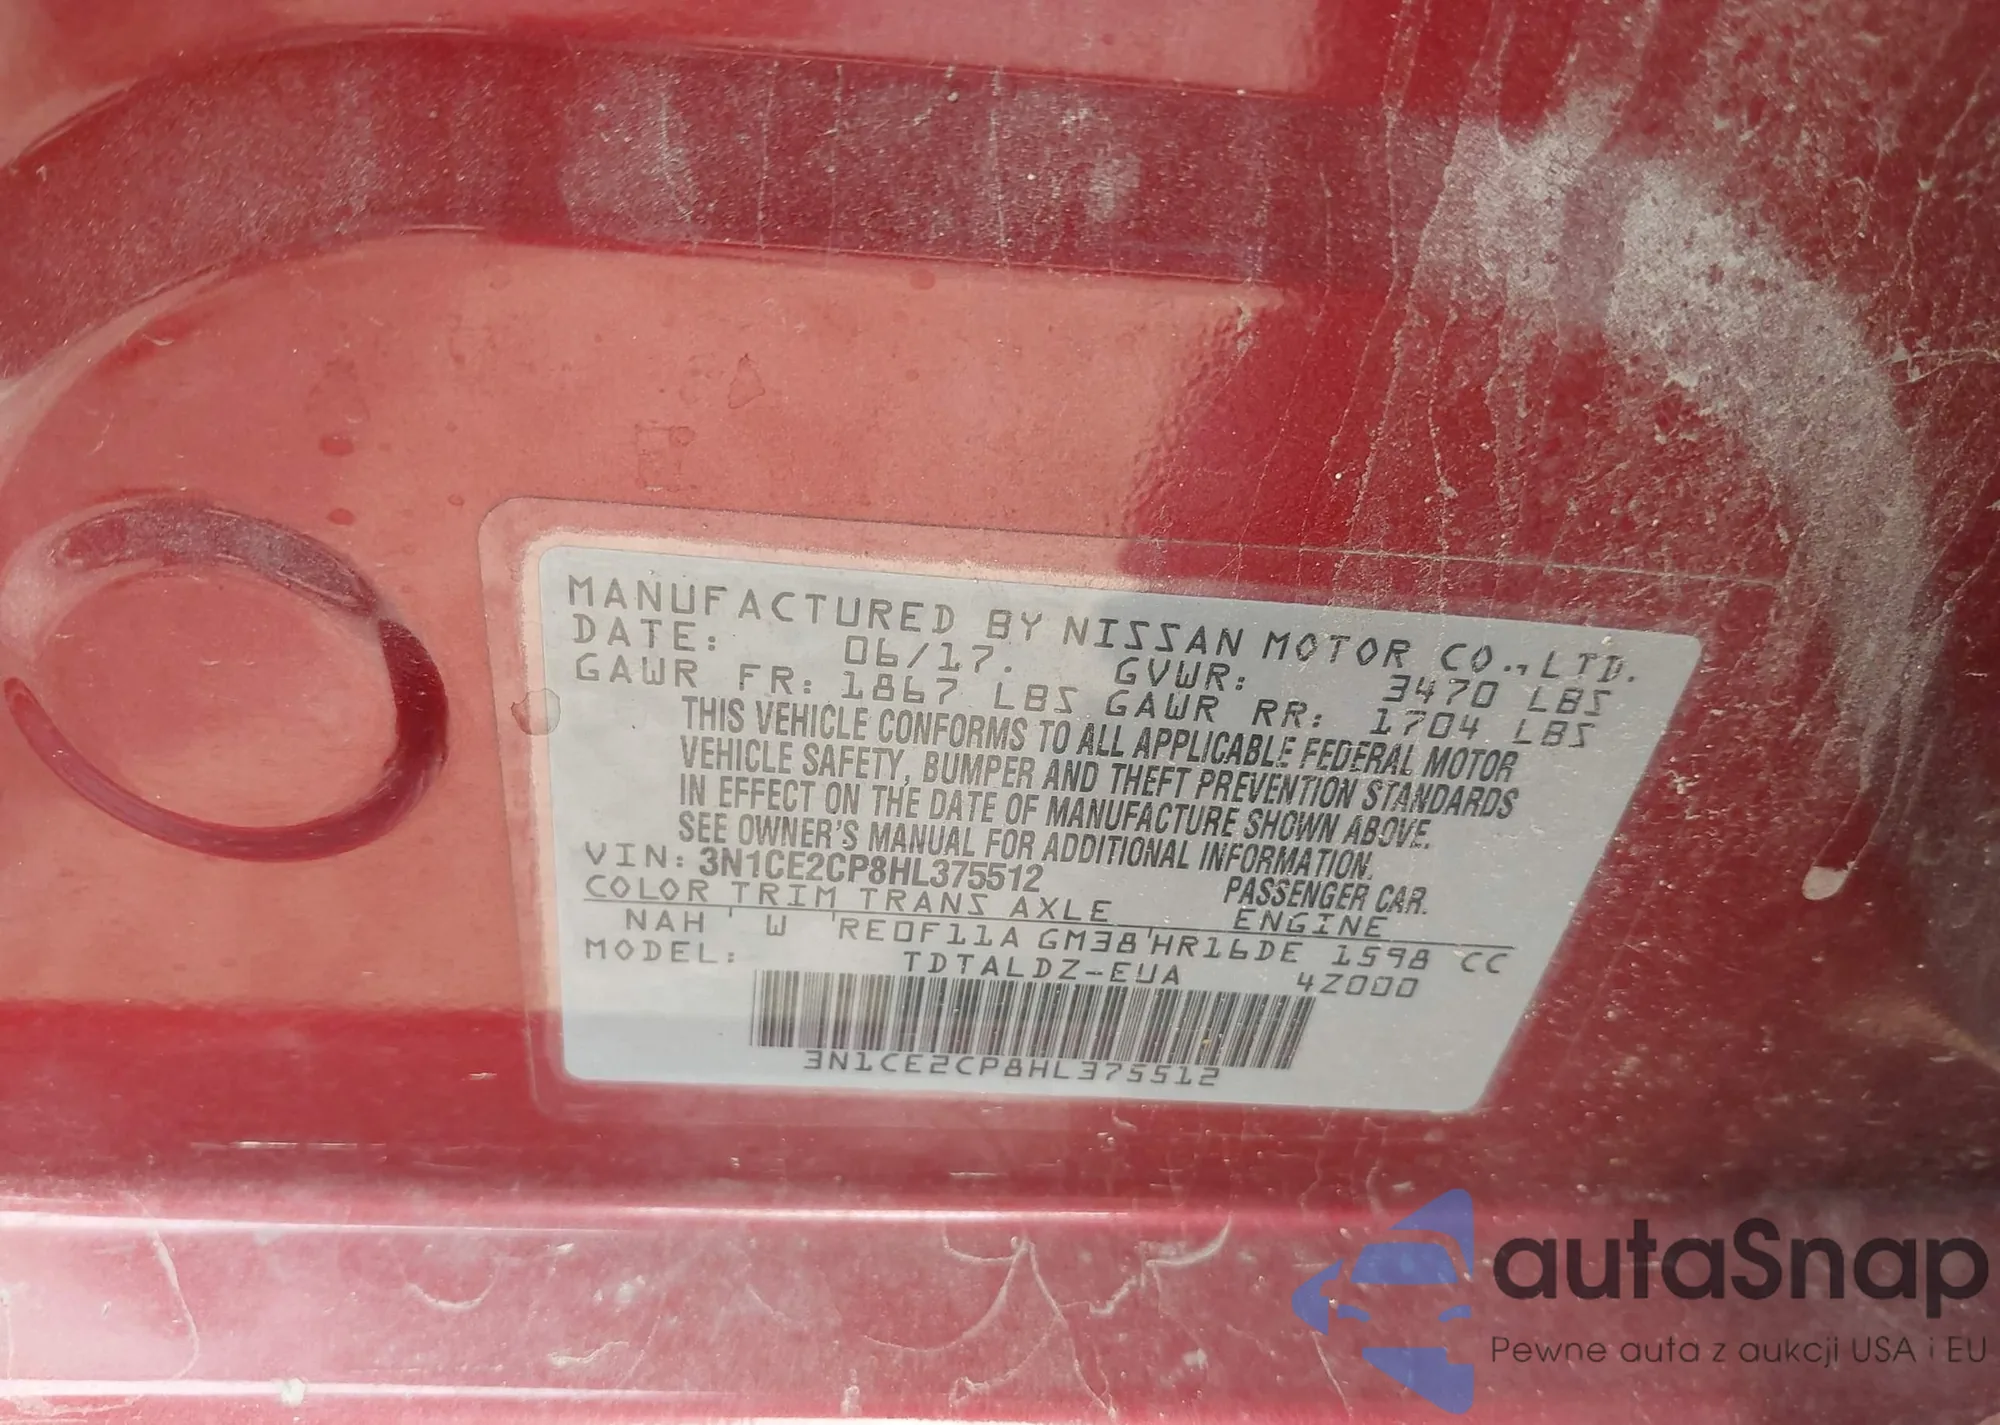 MANUFACTURED BY NISSAN MOTOR CO., LTD.
DATE: 06/17. GVWR: 3470 LBS
GAWR FR: 1867 LBS GAWR RR: 1704 LBS
THIS VEHICLE CONFORMS TO ALL APPLICABLE FEDERAL MOTOR
VEHICLE SAFETY, BUMPER AND THEFT PREVENTION STANDARDS
IN EFFECT ON THE DATE OF MANUFACTURE SHOWN ABOVE.
SEE OWNER'S MANUAL FOR ADDITIONAL INFORMATION.
VIN: 3N1CE2CP8HL375512 PASSENGER CAR.
COLOR TRIM TRANS AXLE ENGINE
NAH W RE0F11A GM38 HR16DE 1598 CC
MODEL: TDTALDZ-EUA 4Z000
3N1CE2CP8HL375512
autaSnap
Pewne auta z aukcji USA i EU